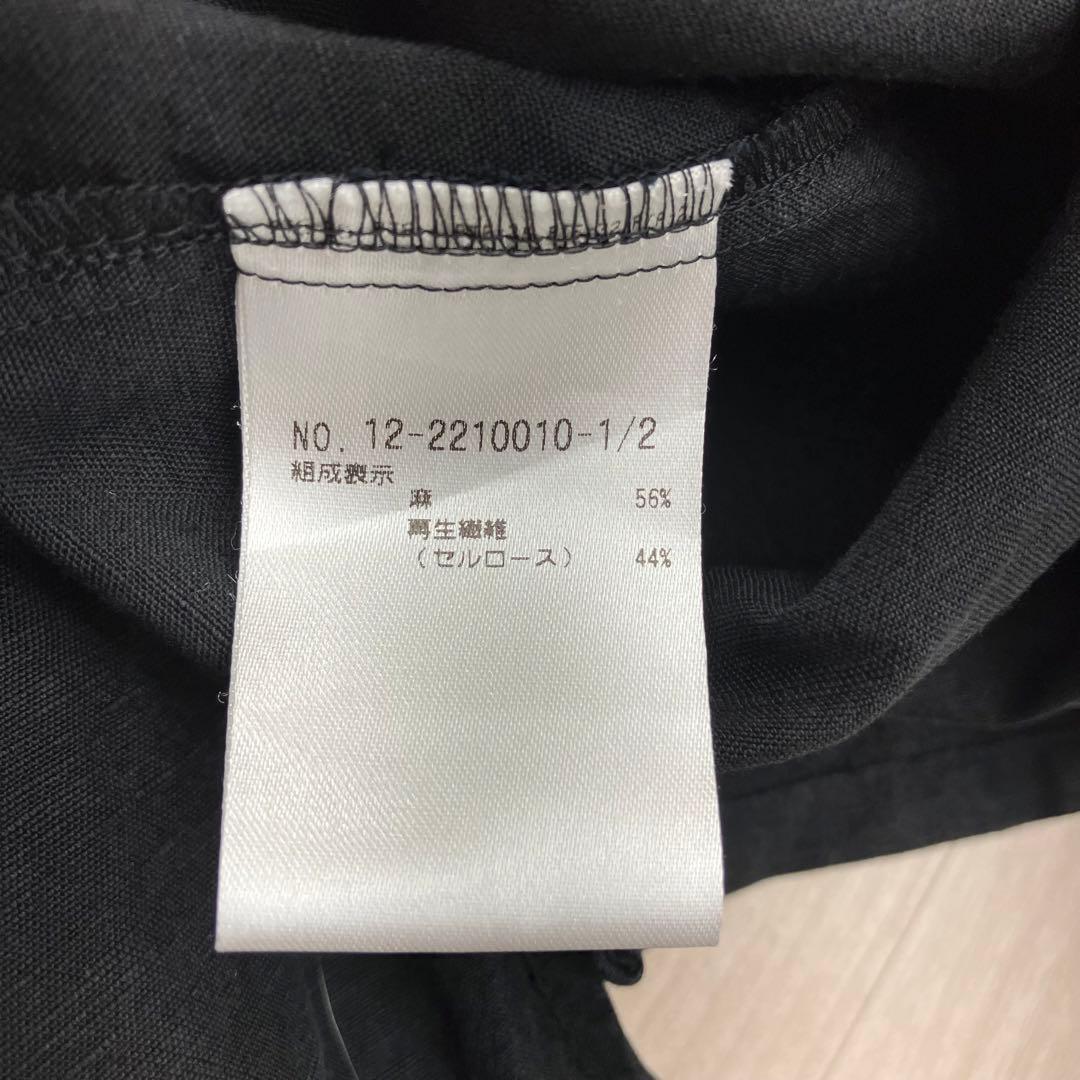 NO. 12-2210010-1/2
組成表示
麻 56%
再生繊維
(セルロース) 44%